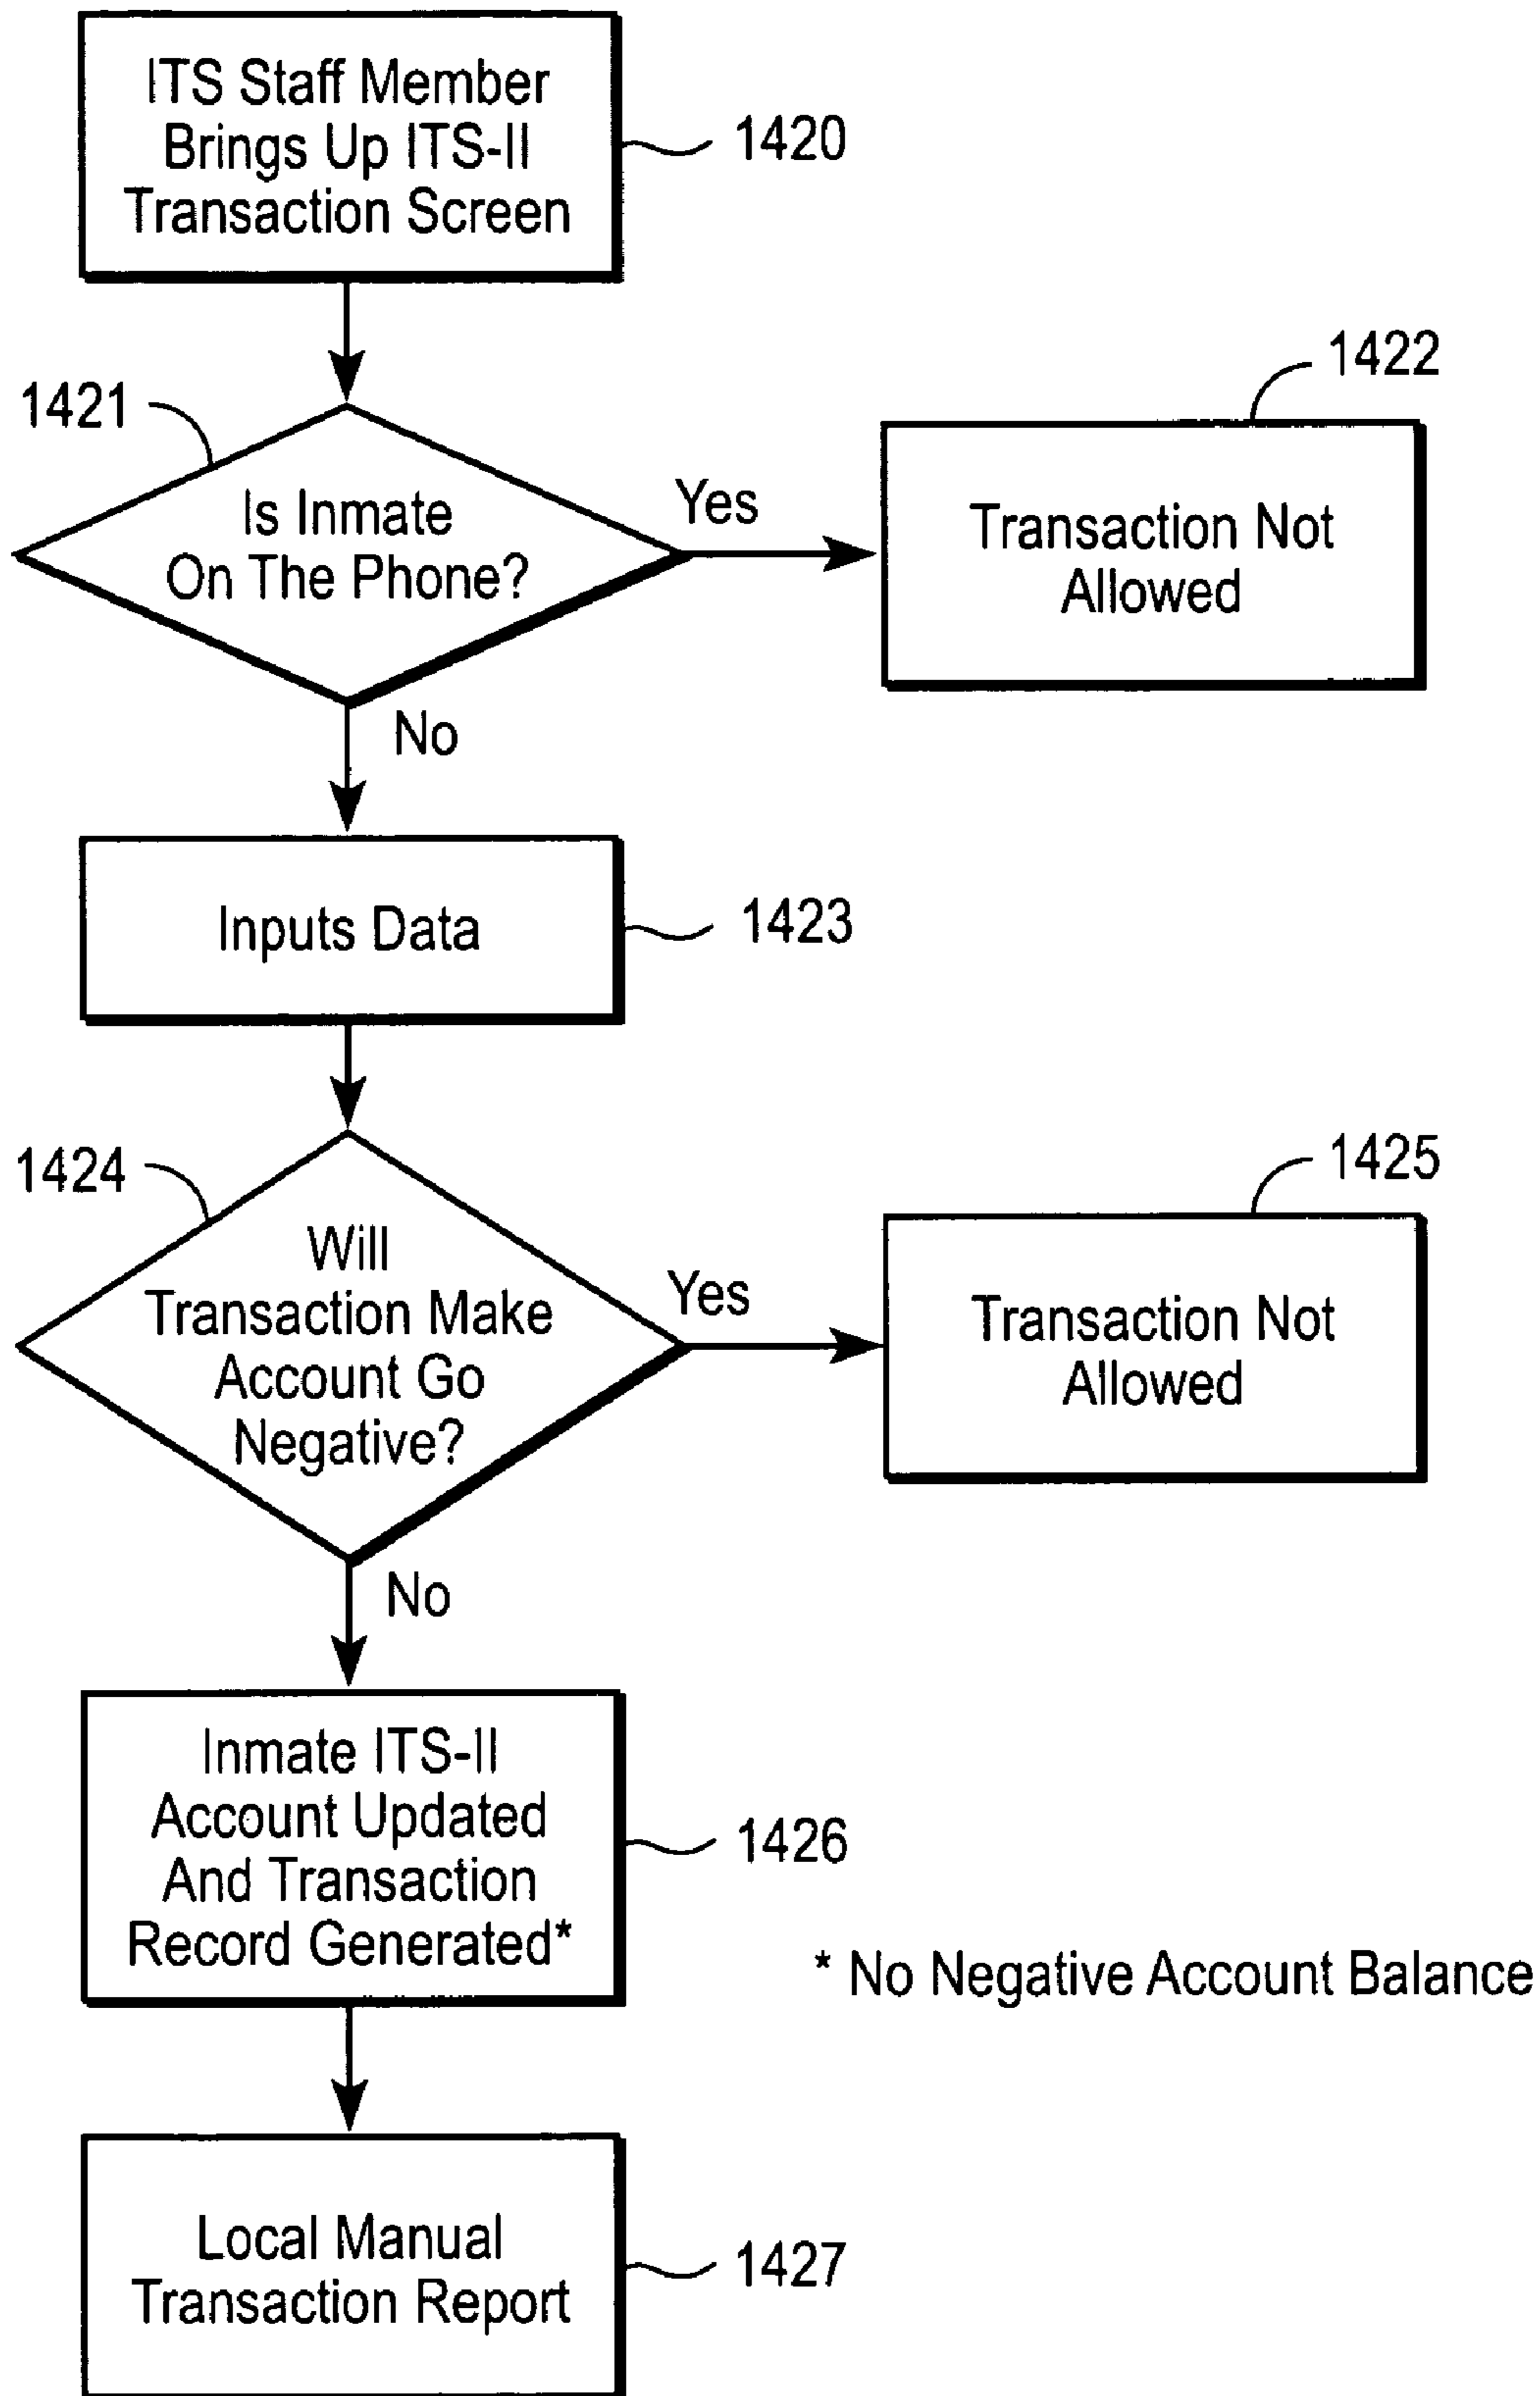 ITS Staff Member
Brings Up ITS-II
Transaction Screen
1420
1421
Is Inmate
On The Phone?
Yes
1422
Transaction Not
Allowed
No
Inputs Data
1423
1424
Will
Transaction Make
Account Go
Negative?
Yes
1425
Transaction Not
Allowed
No
Inmate ITS-II
Account Updated
And Transaction
Record Generated*
1426
* No Negative Account Balance
Local Manual
Transaction Report
1427